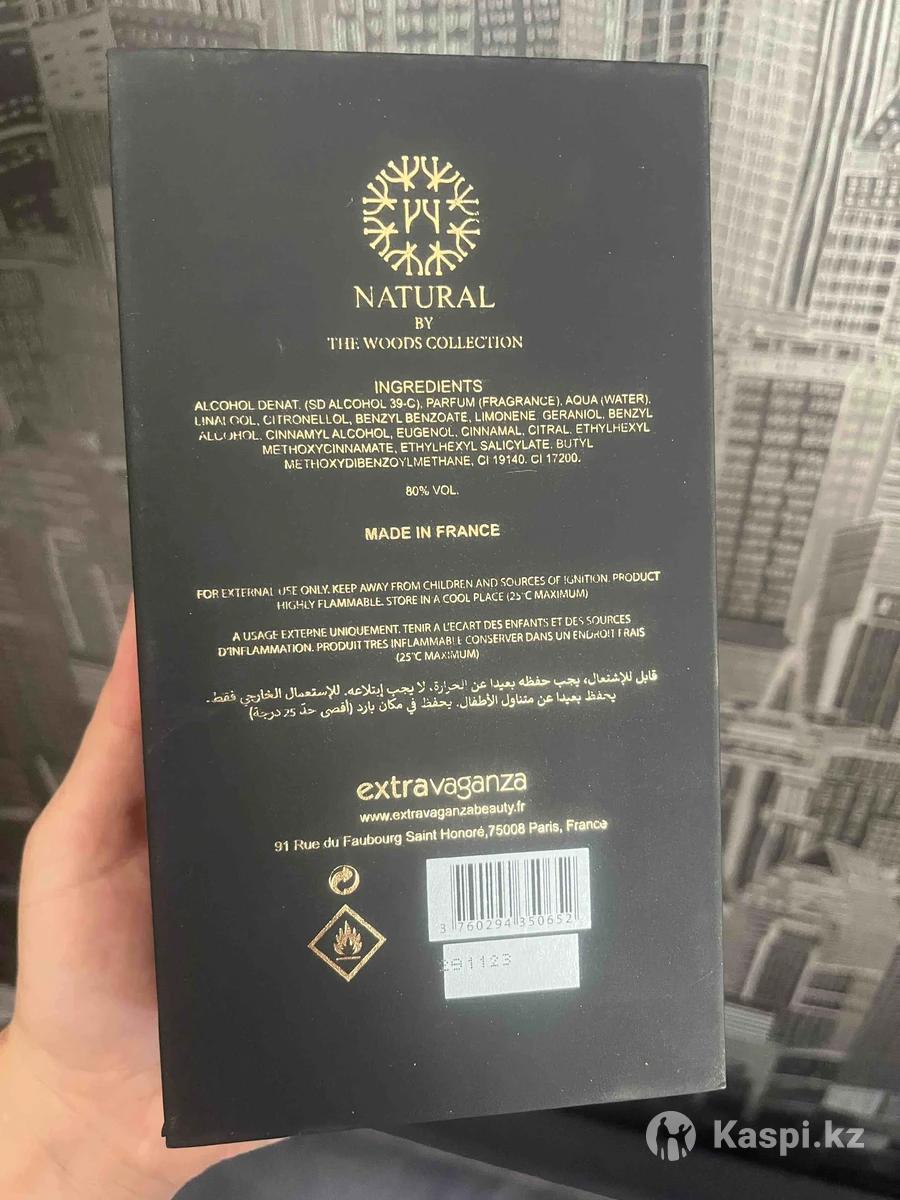 NATURAL
BY
THE WOODS COLLECTION
INGREDIENTS
ALCOHOL DENAT. (SD ALCOHOL 39-C), PARFUM (FRAGRANCE), AQUA (WATER),
LINALOOL, CITRONELLOL, BENZYL BENZOATE, LIMONENE, GERANIOL, BENZYL
ALCOHOL, CINNAMYL ALCOHOL, EUGENOL, CINNAMAL, CITRAL, ETHYLHEXYL
METHOXYCINNAMATE, ETHYLHEXYL SALICYLATE, BUTYL
METHOXYDIBENZOYLMETHANE, CI 19140, CI 17200.
80% VOL.
MADE IN FRANCE
FOR EXTERNAL USE ONLY. KEEP AWAY FROM CHILDREN AND SOURCES OF IGNITION. PRODUCT
HIGHLY FLAMMABLE. STORE IN A COOL PLACE (25°C MAXIMUM)
A USAGE EXTERNE UNIQUEMENT. TENIR A L'ECART DES ENFANTS ET DES SOURCES
D'INFLAMMATION. PRODUIT TRES INFLAMMABLE CONSERVER DANS UN ENDROIT FRAIS
(25°C MAXIMUM)
قابل للإشتعال، يجب حفظه بعيدا عن الحرارة، لا يجب إبتلاعه. للإستعمال الخارجي فقط.
يحفظ بعيدا عن متناول الأطفال. يحفظ في مكان بارد (أقصى حدّ 25 درجة)
extravaganza
www.extravaganzabeauty.fr
91 Rue du Faubourg Saint Honoré,75008 Paris, France
3 760294 350652
281123
Kaspi.kz